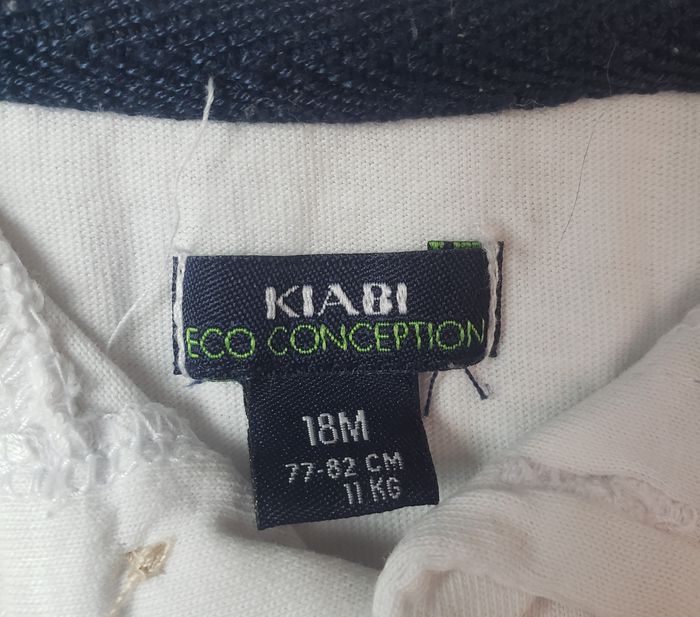 KIABI
ECO CONCEPTION
18M
77-82 CM
11 KG